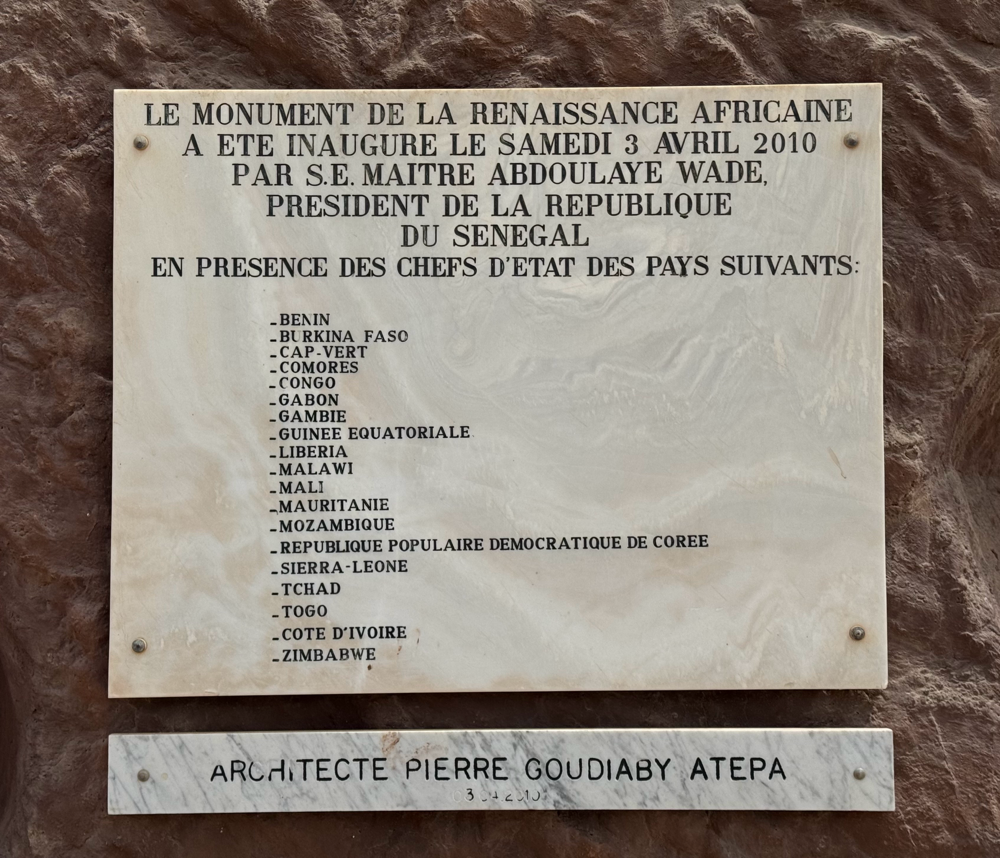 LE MONUMENT DE LA RENAISSANCE AFRICAINE
A ETE INAUGURE LE SAMEDI 3 AVRIL 2010
PAR S.E. MAITRE ABDOULAYE WADE,
PRESIDENT DE LA REPUBLIQUE
DU SENEGAL
EN PRESENCE DES CHEFS D'ETAT DES PAYS SUIVANTS:
-BENIN
-BURKINA FASO
-CAP-VERT
-COMORES
-CONGO
-GABON
-GAMBIE
-GUINEE EQUATORIALE
-LIBERIA
-MALAWI
-MALI
-MAURITANIE
-MOZAMBIQUE
-REPUBLIQUE POPULAIRE DEMOCRATIQUE DE COREE
-SIERRA-LEONE
-TCHAD
-TOGO
-COTE D'IVOIRE
-ZIMBABWE
ARCHITECTE PIERRE GOUDIABY ATEPA